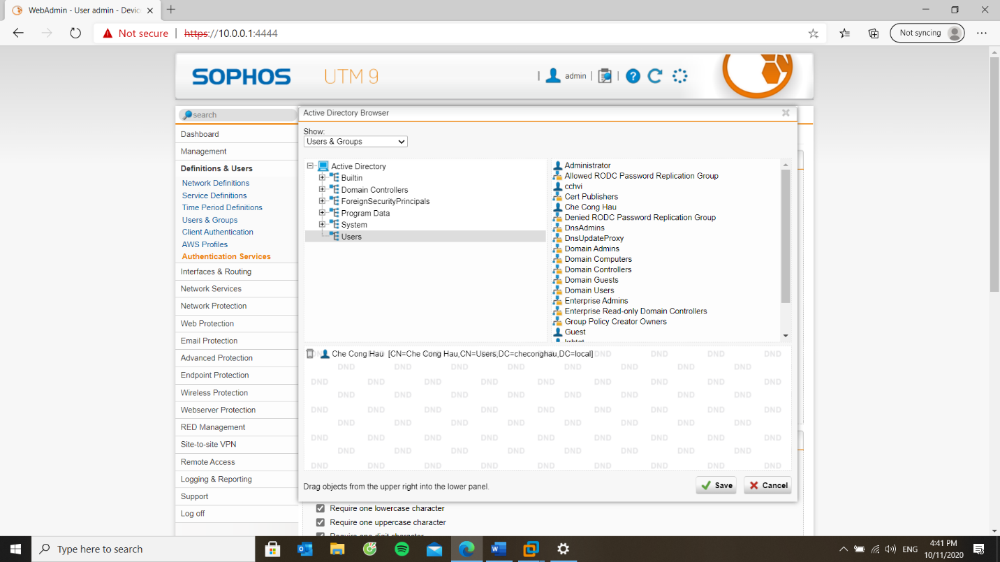 WebAdmin - User admin - Devic
Not secure
https://10.0.0.1:4444
Not syncing
SOPHOS UTM 9
admin
search
Dashboard
Management
Definitions & Users
Network Definitions
Service Definitions
Time Period Definitions
Users & Groups
Client Authentication
AWS Profiles
Authentication Services
Interfaces & Routing
Network Services
Network Protection
Web Protection
Email Protection
Advanced Protection
Endpoint Protection
Wireless Protection
Webserver Protection
RED Management
Site-to-site VPN
Remote Access
Logging & Reporting
Support
Log off
Active Directory Browser
Show:
Users & Groups
Active Directory
Builtin
Domain Controllers
ForeignSecurityPrincipals
Program Data
System
Users
Administrator
Allowed RODC Password Replication Group
cchvi
Cert Publishers
Che Cong Hau
Denied RODC Password Replication Group
DnsAdmins
DnsUpdateProxy
Domain Admins
Domain Computers
Domain Controllers
Domain Guests
Domain Users
Enterprise Admins
Enterprise Read-only Domain Controllers
Group Policy Creator Owners
Guest
krbtgt
Che Cong Hau [CN=Che Cong Hau,CN=Users,DC=checonghau,DC=local] DND DND DND DND
DND DND DND DND DND DND DND DND
DND DND DND DND DND DND DND DND DND
DND DND DND DND DND DND DND DND
DND DND DND DND DND DND DND DND DND
DND DND DND DND DND DND DND DND
DND DND DND DND DND DND DND DND DND
DND DND DND DND DND DND DND DND
DND DND DND DND DND DND DND DND DND
Drag objects from the upper right into the lower panel.
Save
Cancel
Require one lowercase character
Require one uppercase character
Require one digit character
Type here to search
ENG
4:41 PM
10/11/2020